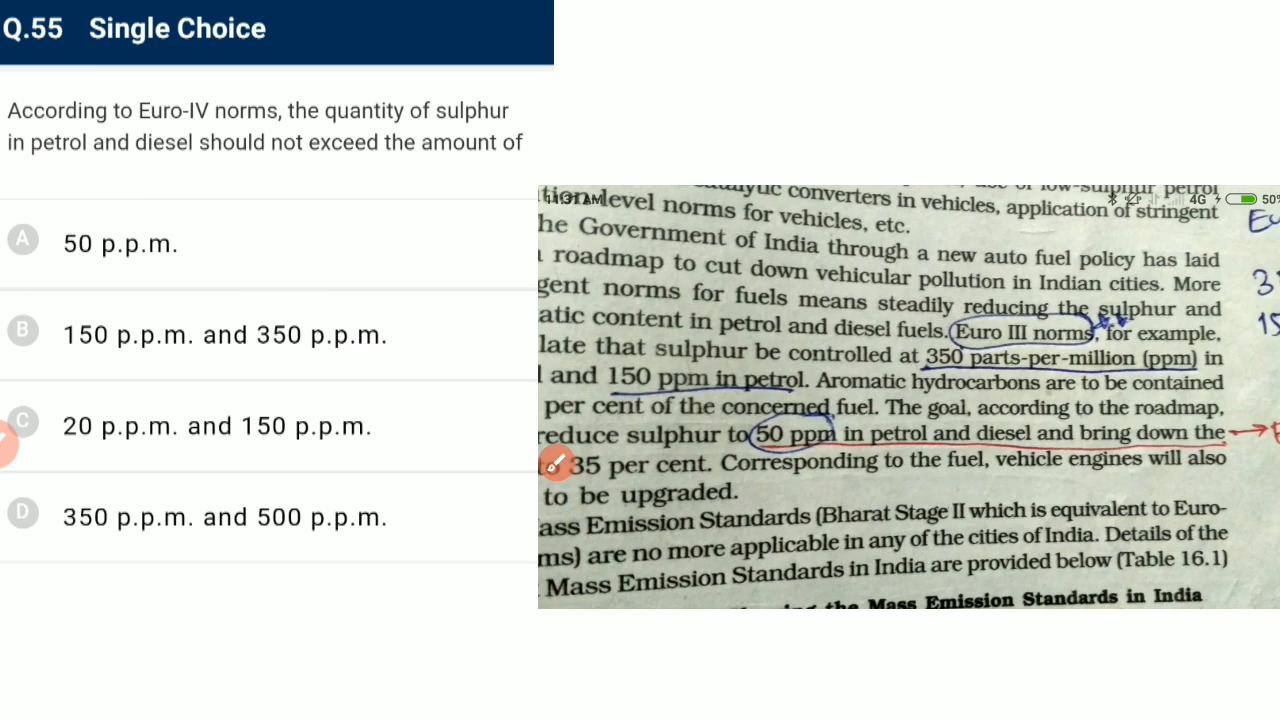 Q.55 Single Choice
According to Euro-IV norms, the quantity of sulphur
in petrol and diesel should not exceed the amount of
A 50 p.p.m.
B 150 p.p.m. and 350 p.p.m.
C 20 p.p.m. and 150 p.p.m.
D 350 p.p.m. and 500 p.p.m.
low-sulphur petrol
converters in vehicles, application of stringent
level norms for vehicles, etc.
11:31 AM 4G 50%
he Government of India through a new auto fuel policy has laid
roadmap to cut down vehicular pollution in Indian cities. More
gent norms for fuels means steadily reducing the sulphur and
atic content in petrol and diesel fuels. Euro III norms, for example,
late that sulphur be controlled at 350 parts-per-million (ppm) in
l and 150 ppm in petrol. Aromatic hydrocarbons are to be contained
per cent of the concerned fuel. The goal, according to the roadmap,
reduce sulphur to 50 ppm in petrol and diesel and bring down the
35 per cent. Corresponding to the fuel, vehicle engines will also
to be upgraded.
ass Emission Standards (Bharat Stage II which is equivalent to Euro-
ms) are no more applicable in any of the cities of India. Details of the
Mass Emission Standards in India are provided below (Table 16.1)
the Mass Emission Standards in India